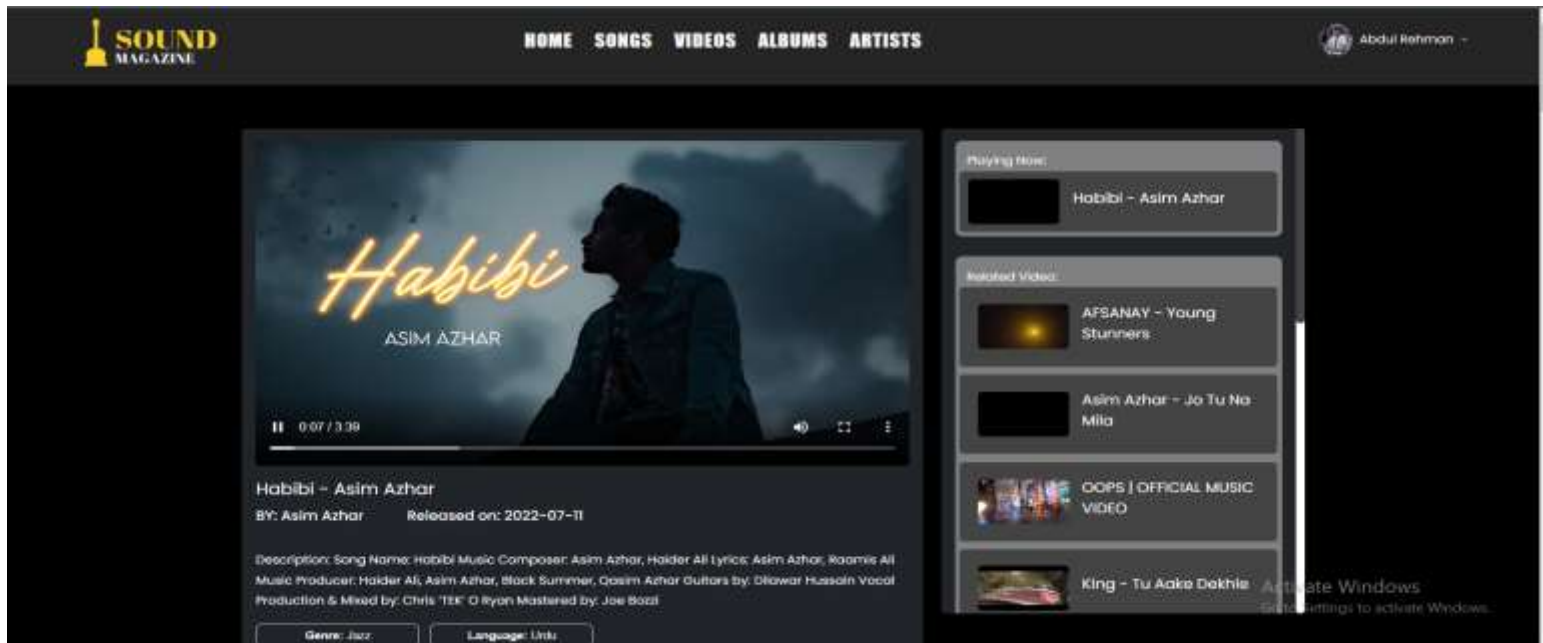 SOUND
MAGAZINE
HOME SONGS VIDEOS ALBUMS ARTISTS
Abdul Rehman
Habibi
ASIM AZHAR
0:07 / 3:39
Habibi - Asim Azhar
BY: Asim Azhar Released on: 2022-07-11
Description: Song Name: Habibi Music Composer: Asim Azhar, Haider Ali Lyrics: Asim Azhar, Raamis Ali
Music Producer: Haider Ali, Asim Azhar, Black Summer, Qasim Azhar Guitars by: Dilawar Hussain Vocal
Production & Mixed by: Chris 'TEK' O Ryan Mastered by: Joe Bozzi
Genre: Jazz Language: Urdu
Playing Now:
Habibi - Asim Azhar
Related Video:
AFSANAY - Young
Stunners
Asim Azhar - Jo Tu Na
Mila
OOPS | OFFICIAL MUSIC
VIDEO
King - Tu Aake Dekhle
Activate Windows
Go to Settings to activate Windows.